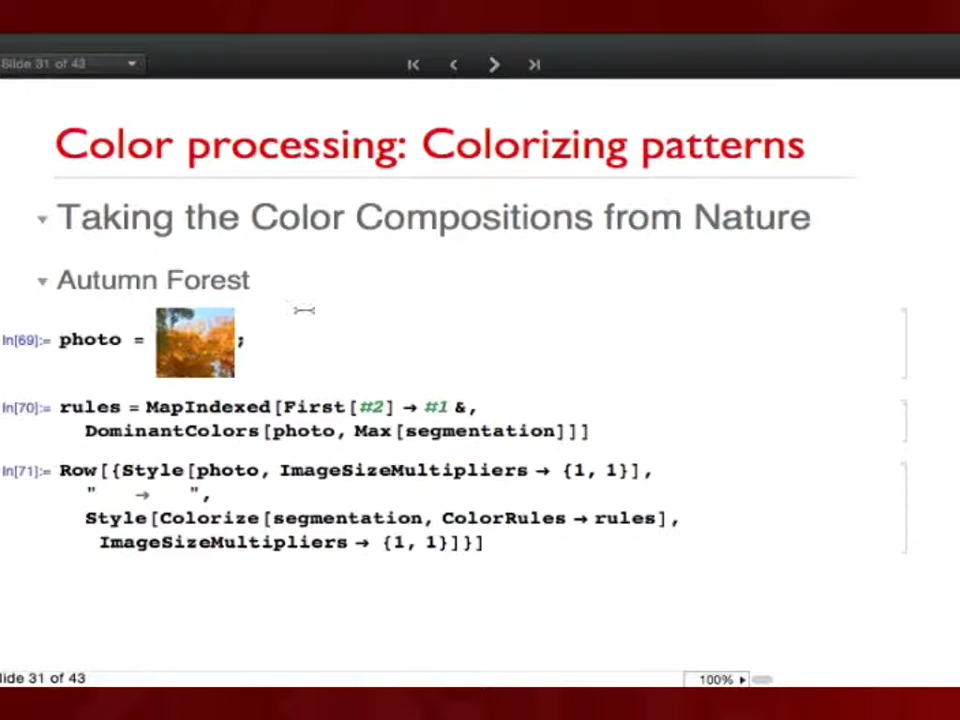 Slide 31 of 43
Color processing: Colorizing patterns
Taking the Color Compositions from Nature
Autumn Forest
In[69]:= photo = ;
In[70]:= rules = MapIndexed[First[#2] → #1 &,
DominantColors[photo, Max[segmentation]]]
In[71]:= Row[{Style[photo, ImageSizeMultipliers → {1, 1}],
" → ",
Style[Colorize[segmentation, ColorRules → rules],
ImageSizeMultipliers → {1, 1}]}]
lide 31 of 43
100%